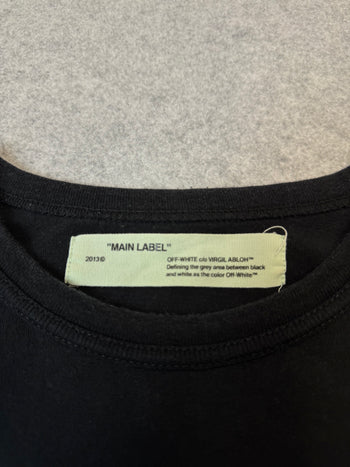 "MAIN LABEL"
2013© OFF-WHITE c/o VIRGIL ABLOH™
Defining the grey area between black
and white as the color Off-White™